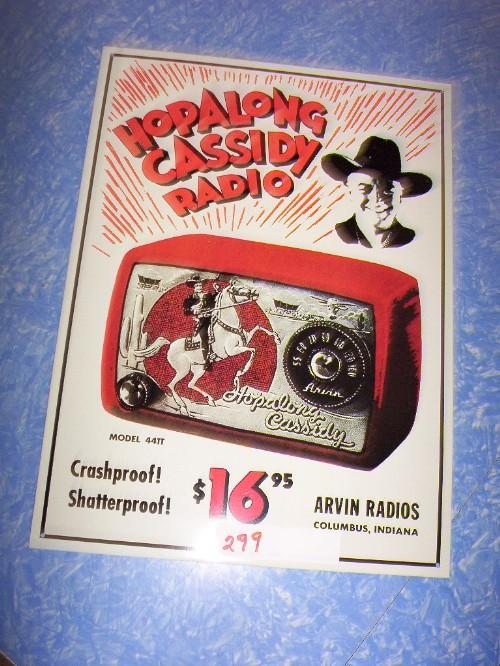 HOPALONG
CASSIDY
RADIO
Arvin
Hopalong
Cassidy
MODEL 441T
Crashproof!
Shatterproof!
$16.95
ARVIN RADIOS
COLUMBUS, INDIANA
299